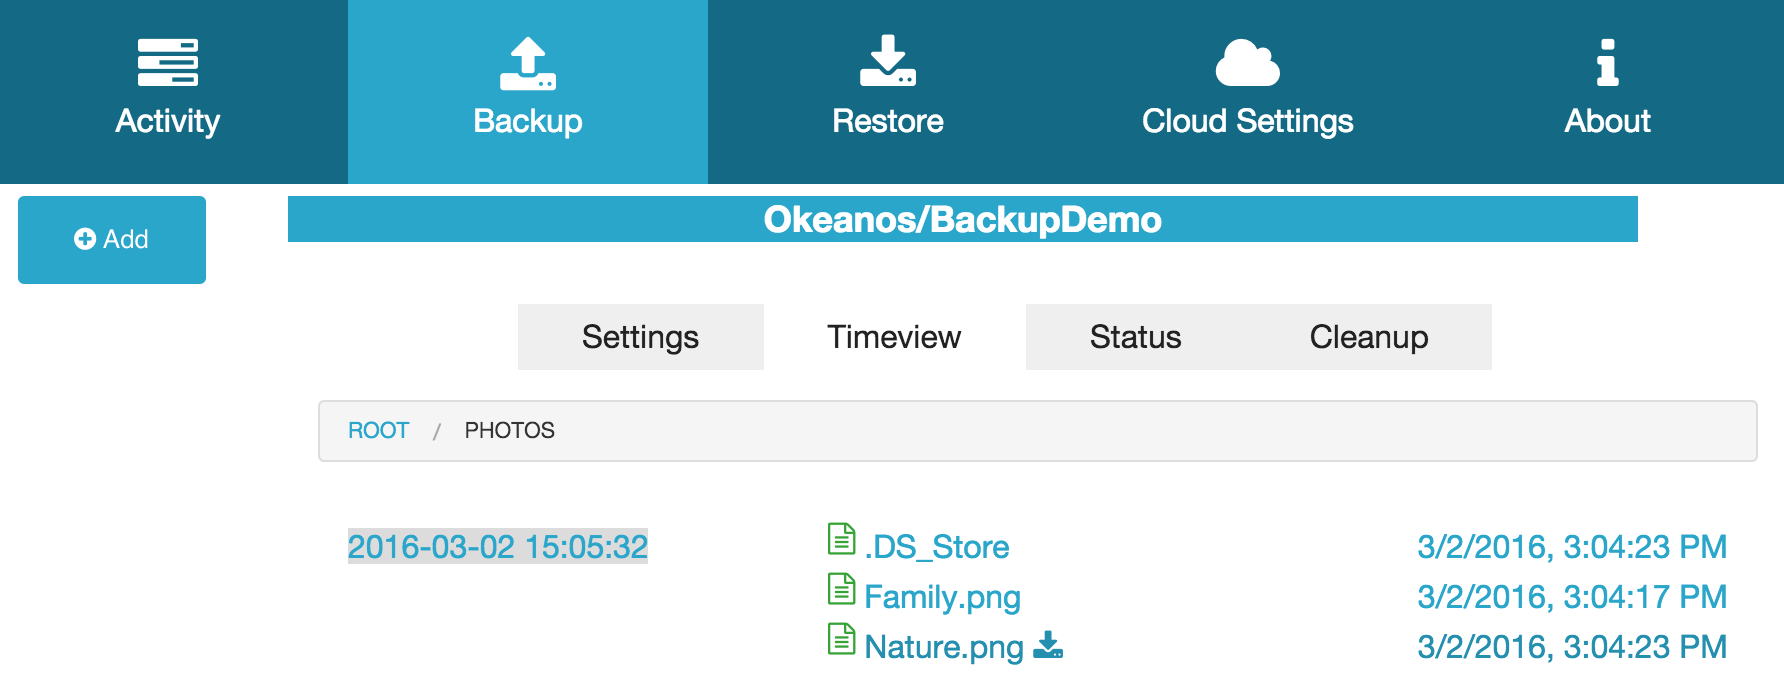 Activity Backup Restore Cloud Settings About
Add
Okeanos/BackupDemo
Settings Timeview Status Cleanup
ROOT / PHOTOS
2016-03-02 15:05:32 .DS_Store 3/2/2016, 3:04:23 PM
Family.png 3/2/2016, 3:04:17 PM
Nature.png 3/2/2016, 3:04:23 PM